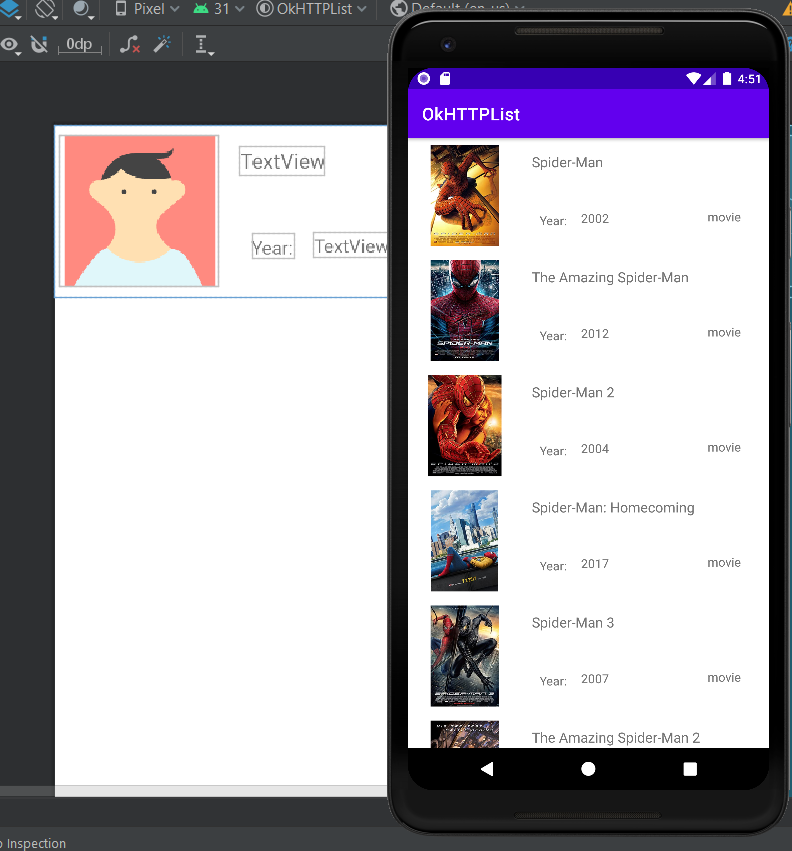 Pixel 31 OkHTTPList Default (en-us)
0dp
TextView
Year: TextView
Inspection
4:51
OkHTTPList
Spider-Man
Year: 2002 movie
The Amazing Spider-Man
Year: 2012 movie
Spider-Man 2
Year: 2004 movie
Spider-Man: Homecoming
Year: 2017 movie
Spider-Man 3
Year: 2007 movie
The Amazing Spider-Man 2